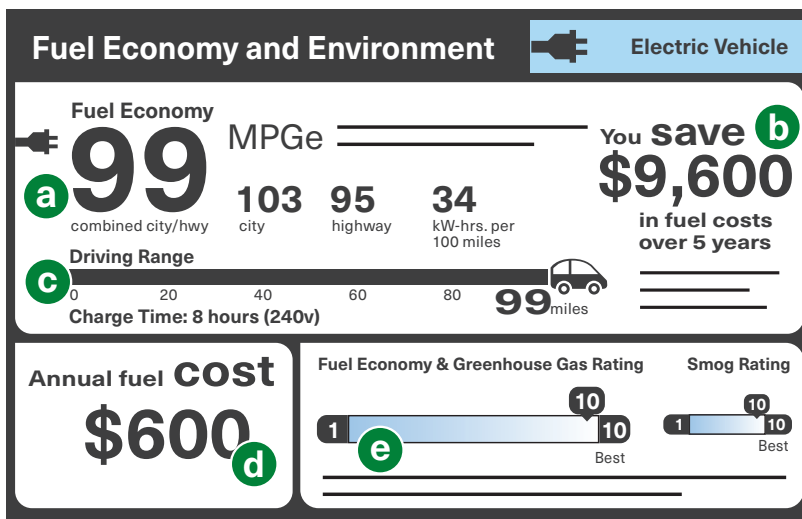 Fuel Economy and Environment
Electric Vehicle
Fuel Economy
99
MPGe
a
combined city/hwy
103
city
95
highway
34
kW-hrs. per
100 miles
You save b
$9,600
in fuel costs
over 5 years
Driving Range
c
0 20 40 60 80 99 miles
Charge Time: 8 hours (240v)
Annual fuel cost
$600
d
Fuel Economy & Greenhouse Gas Rating
10
1 10
e
Best
Smog Rating
10
1 10
Best